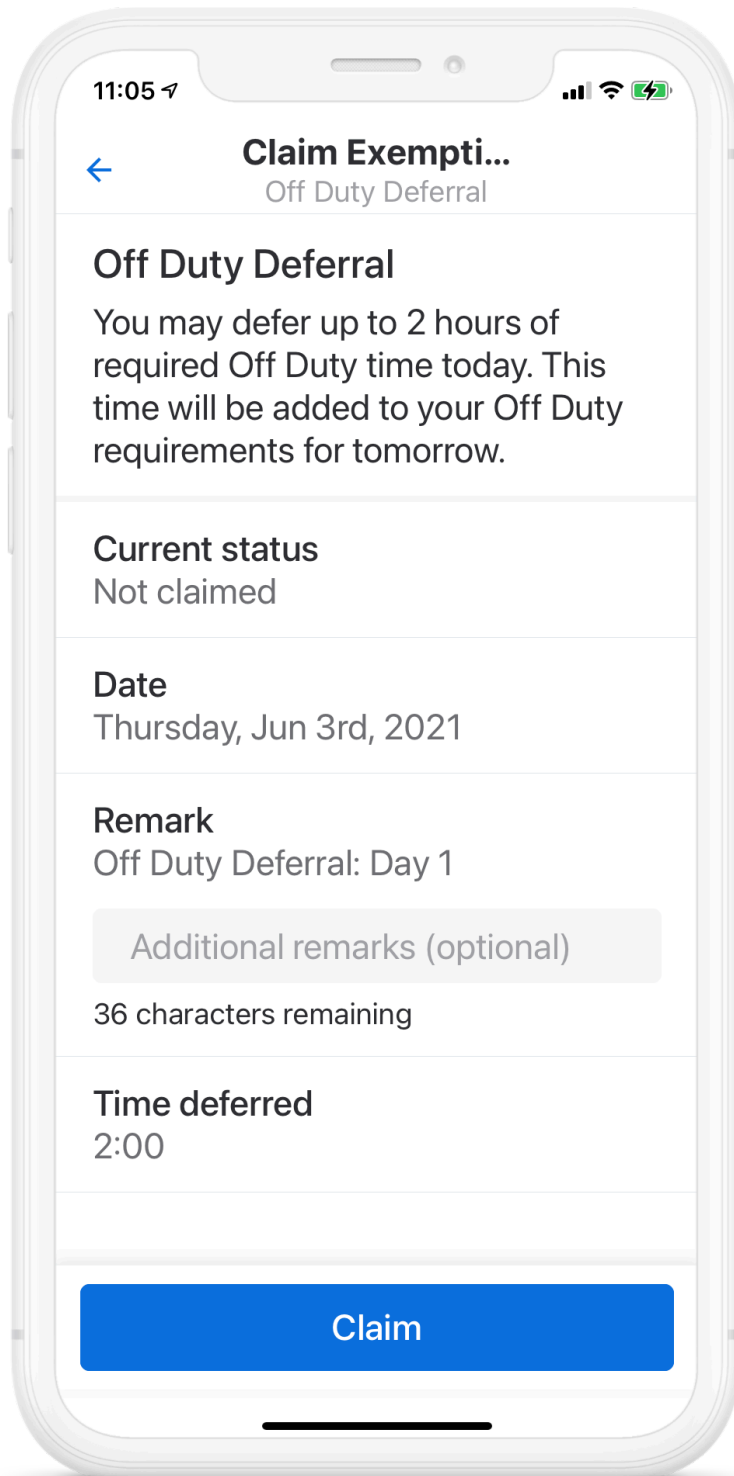 11:05
Claim Exempti...
Off Duty Deferral
Off Duty Deferral
You may defer up to 2 hours of
required Off Duty time today. This
time will be added to your Off Duty
requirements for tomorrow.
Current status
Not claimed
Date
Thursday, Jun 3rd, 2021
Remark
Off Duty Deferral: Day 1
Additional remarks (optional)
36 characters remaining
Time deferred
2:00
Claim